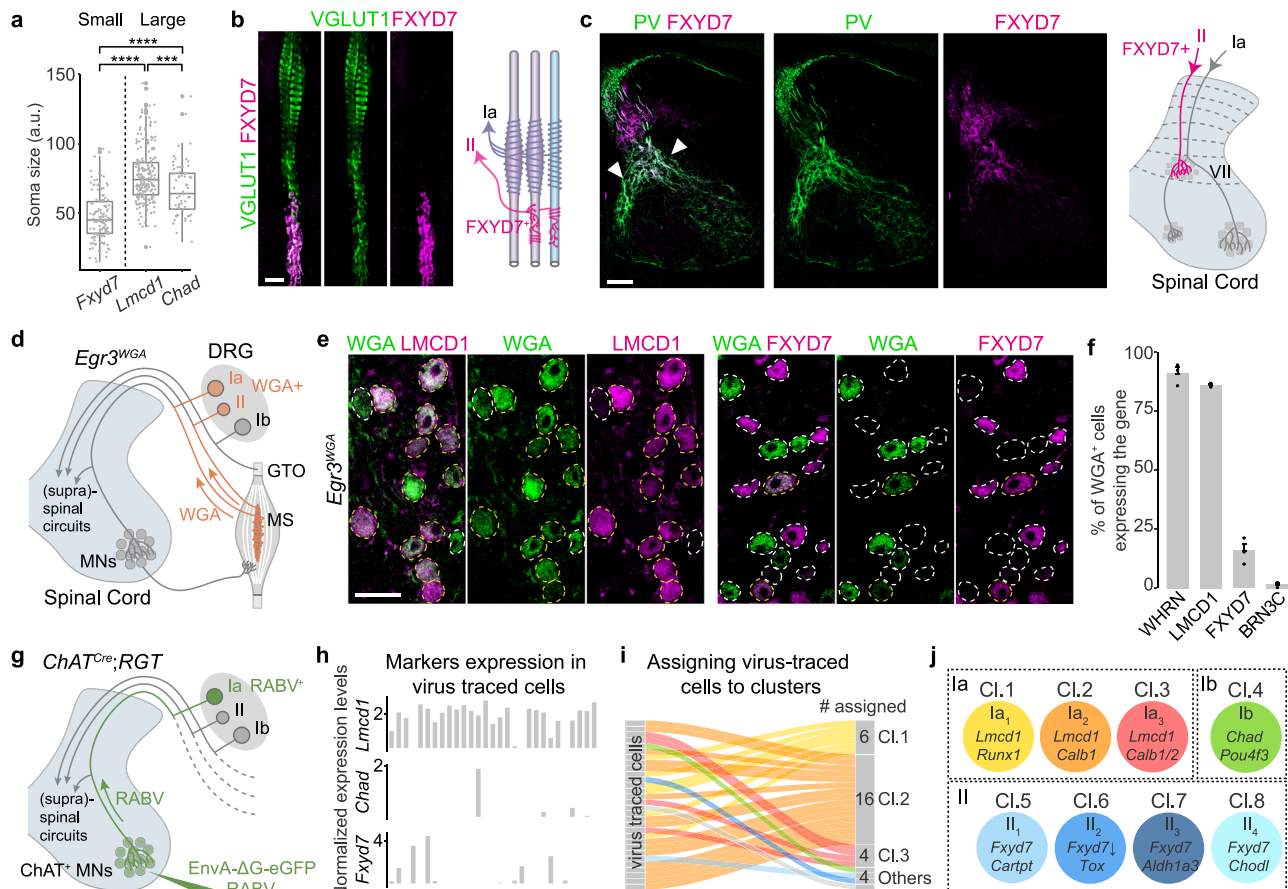 a
Small Large
****
**** ***
Soma size (a.u.)
150
100
50
Fxyd7
Lmcd1
Chad
b
VGLUT1 FXYD7
VGLUT1 FXYD7
Ia
II
FXYD7+
c
PV FXYD7
PV
FXYD7
II
Ia
FXYD7+
VII
Spinal Cord
d
Egr3WGA
DRG
Ia
WGA+
II
Ib
GTO
(supra)-
spinal
circuits
WGA
MS
MNs
Spinal Cord
e
WGA LMCD1
WGA
LMCD1
WGA FXYD7
WGA
FXYD7
Egr3WGA
f
% of WGA+ cells
expressing the gene
100
50
0
WHRN
LMCD1
FXYD7
BRN3C
g
ChATCre;RGT
Ia RABV+
II
Ib
(supra)-
spinal
circuits
RABV
ChAT+ MNs
EnvA-ΔG-eGFP
RABV
h
Markers expression in
virus traced cells
Normalized expression levels
Lmcd1
2
Chad
2
Fxyd7
4
i
Assigning virus-traced
cells to clusters
# assigned
virus traced cells
6 Cl.1
16 Cl.2
4 Cl.3
4 Others
j
Ia
Cl.1 Cl.2 Cl.3
Ia1 Ia2 Ia3
Lmcd1 Lmcd1 Lmcd1
Runx1 Calb1 Calb1/2
Ib
Cl.4
Ib
Chad
Pou4f3
II
Cl.5 Cl.6 Cl.7 Cl.8
II1 II2 II3 II4
Fxyd7 Fxyd7↓ Fxyd7 Fxyd7
Cartpt Tox Aldh1a3 Chodl